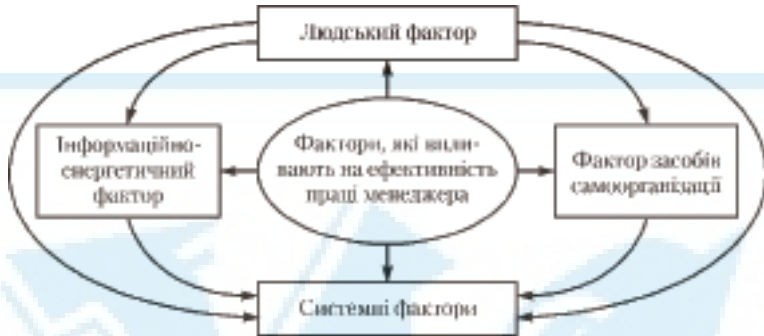 Людський фактор
Інформаційно-
енергетичний
фактор
Фактори, які впли-
вають на ефективність
праці менеджера
Фактор засобів
самоорганізації
Системні фактори